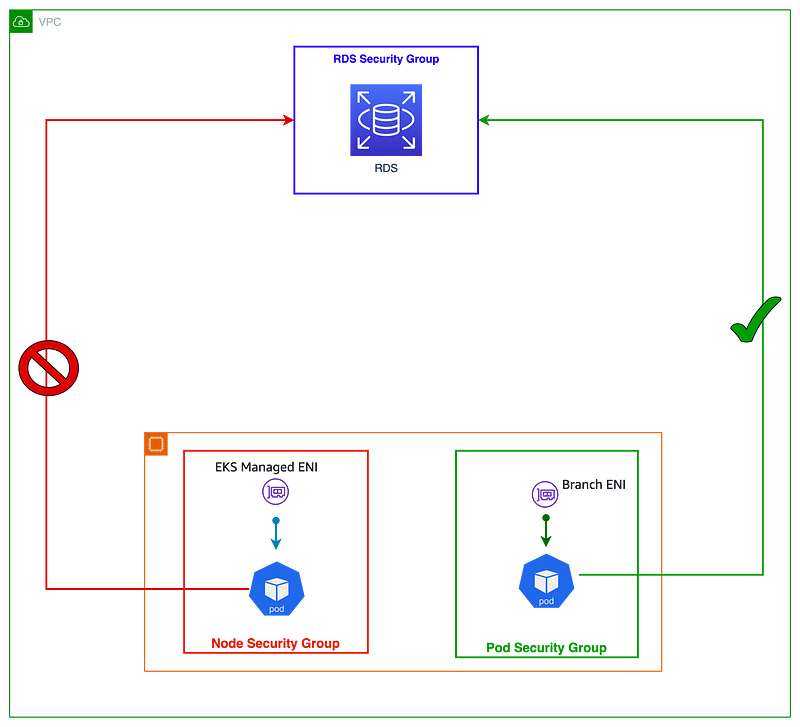 VPC
RDS Security Group
RDS
EKS Managed ENI
Branch ENI
pod
pod
Node Security Group
Pod Security Group